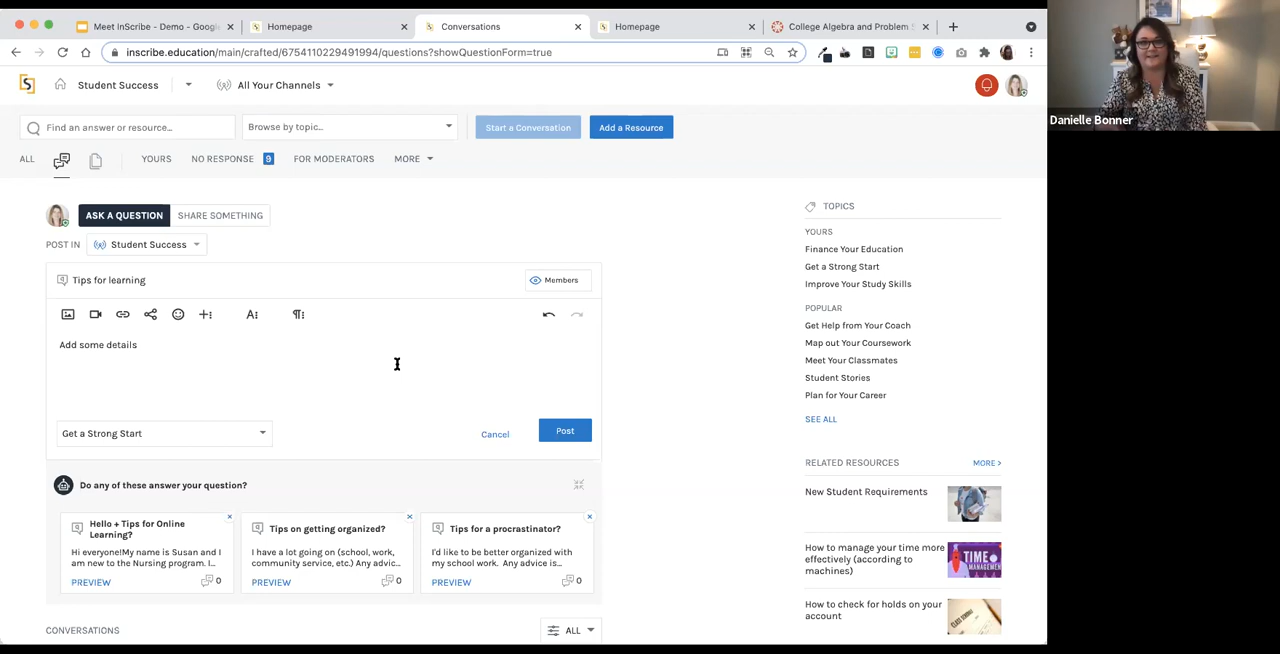 Meet InScribe - Demo - Googl
Homepage
Conversations
Homepage
College Algebra and Problem S
inscribe.education/main/crafted/6754110229491994/questions?showQuestionForm=true
Student Success
All Your Channels
Find an answer or resource...
Browse by topic...
Start a Conversation
Add a Resource
ALL
YOURS
NO RESPONSE 9
FOR MODERATORS
MORE
ASK A QUESTION
SHARE SOMETHING
POST IN
Student Success
Tips for learning
Members
Add some details
Get a Strong Start
Cancel
Post
Do any of these answer your question?
Hello + Tips for Online
Learning?
Hi everyone!My name is Susan and I
am new to the Nursing program. I...
PREVIEW
0
Tips on getting organized?
I have a lot going on (school, work,
community service, etc.) Any advic...
PREVIEW
0
Tips for a procrastinator?
I'd like to be better organized with
my school work. Any advice is...
PREVIEW
0
CONVERSATIONS
ALL
TOPICS
YOURS
Finance Your Education
Get a Strong Start
Improve Your Study Skills
POPULAR
Get Help from Your Coach
Map out Your Coursework
Meet Your Classmates
Student Stories
Plan for Your Career
SEE ALL
RELATED RESOURCES
MORE >
New Student Requirements
How to manage your time more
effectively (according to
machines)
TIME
MANAGEMEN
How to check for holds on your
account
Danielle Bonner